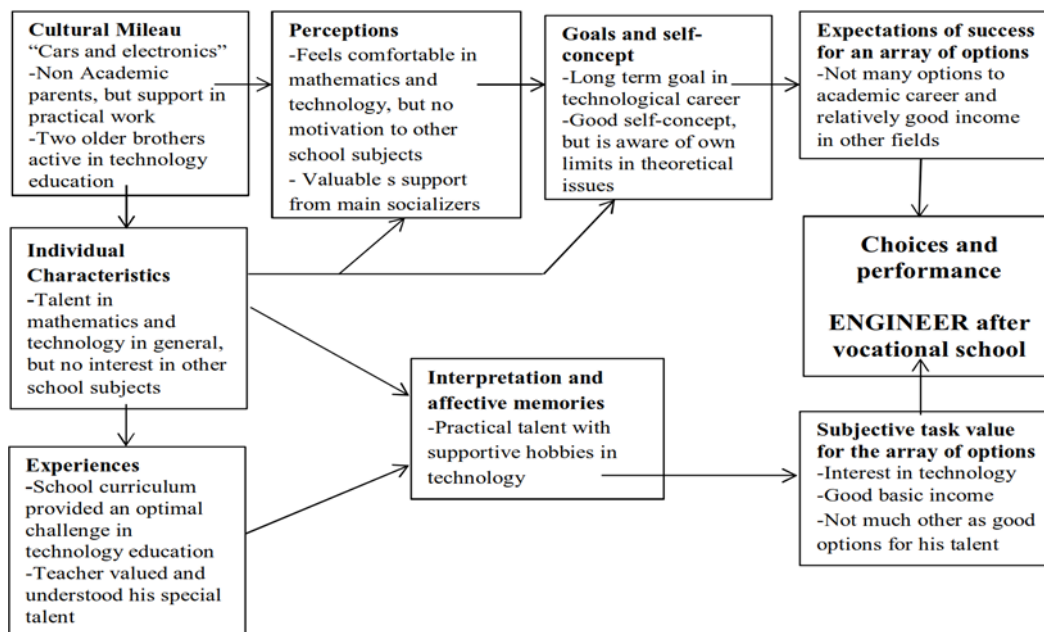 Cultural Mileau
“Cars and electronics”
-Non Academic
parents, but support in
practical work
-Two older brothers
active in technology
education
Perceptions
-Feels comfortable in
mathematics and
technology, but no
motivation to other
school subjects
- Valuable s support
from main socializers
Goals and self-
concept
-Long term goal in
technological career
-Good self-concept,
but is aware of own
limits in theoretical
issues
Expectations of success
for an array of options
-Not many options to
academic career and
relatively good income
in other fields
Individual
Characteristics
-Talent in
mathematics and
technology in general,
but no interest in other
school subjects
Choices and
performance
ENGINEER after
vocational school
Interpretation and
affective memories
-Practical talent with
supportive hobbies in
technology
Experiences
-School curriculum
provided an optimal
challenge in
technology education
-Teacher valued and
understood his special
talent
Subjective task value
for the array of options
-Interest in technology
-Good basic income
-Not much other as good
options for his talent